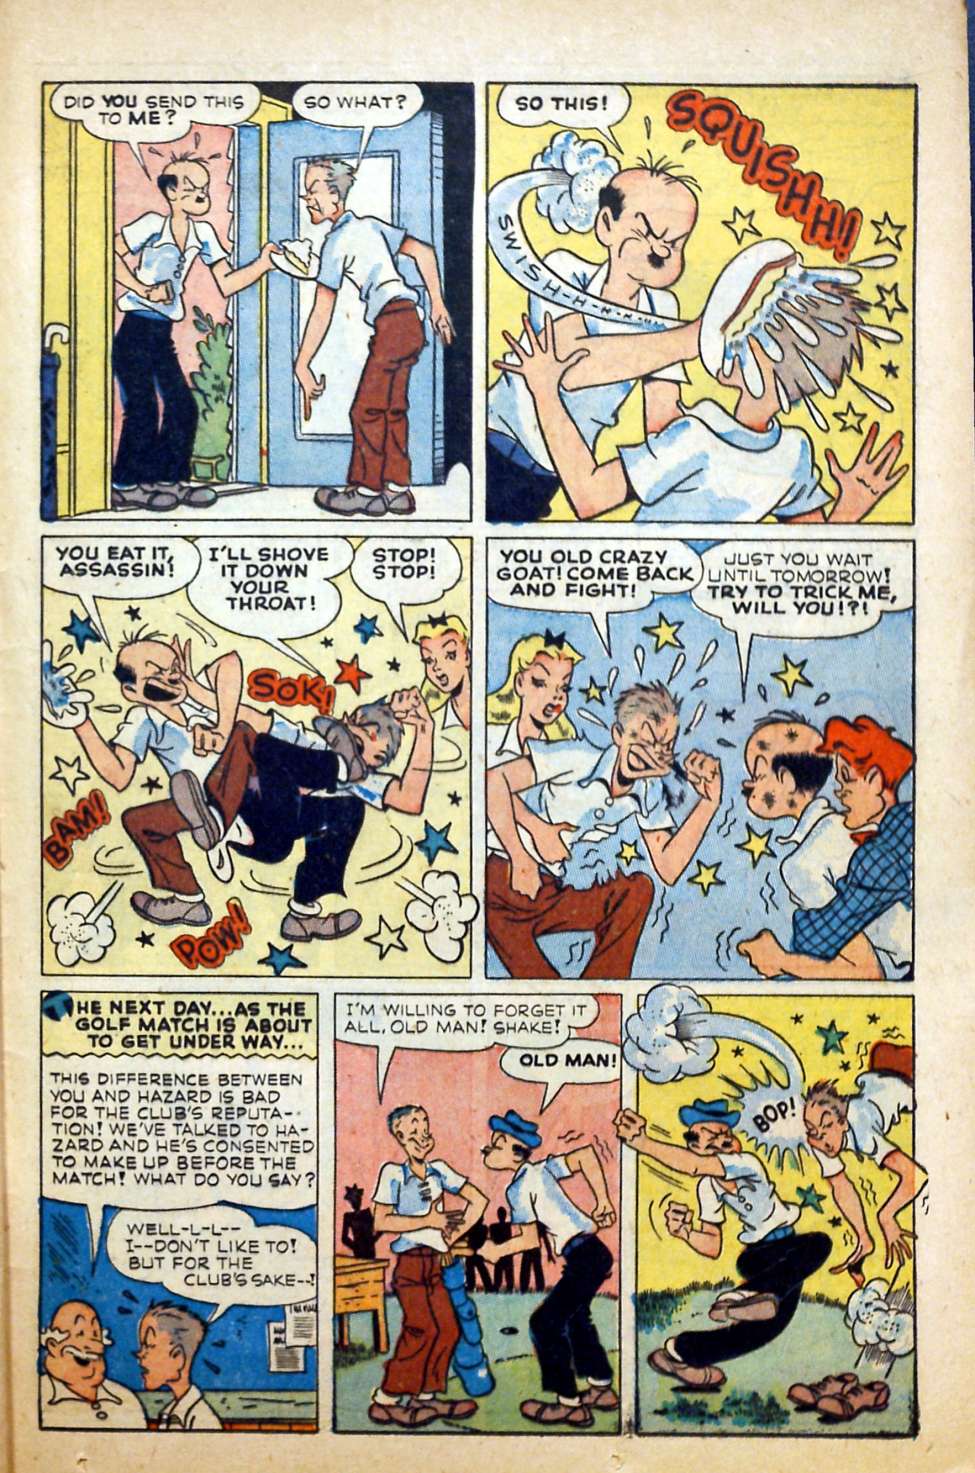 DID YOU SEND THIS
TO ME?
SO WHAT?
SO THIS!
SQUISHH!!
SWISH-H-H-H-H
YOU EAT IT,
ASSASSIN!
I'LL SHOVE
IT DOWN
YOUR
THROAT!
STOP!
STOP!
SOK!
BAM!
POW!
YOU OLD CRAZY
GOAT! COME BACK
AND FIGHT!
JUST YOU WAIT
UNTIL TOMORROW!
TRY TO TRICK ME,
WILL YOU!?!
THE NEXT DAY...AS THE
GOLF MATCH IS ABOUT
TO GET UNDER WAY...
THIS DIFFERENCE BETWEEN
YOU AND HAZARD IS BAD
FOR THE CLUB'S REPUTA-
TION! WE'VE TALKED TO HA-
ZARD AND HE'S CONSENTED
TO MAKE UP BEFORE THE
MATCH! WHAT DO YOU SAY?
WELL-L-L--
I--DON'T LIKE TO!
BUT FOR THE
CLUB'S SAKE--!
I'M WILLING TO FORGET IT
ALL, OLD MAN! SHAKE!
OLD MAN!
BOP!